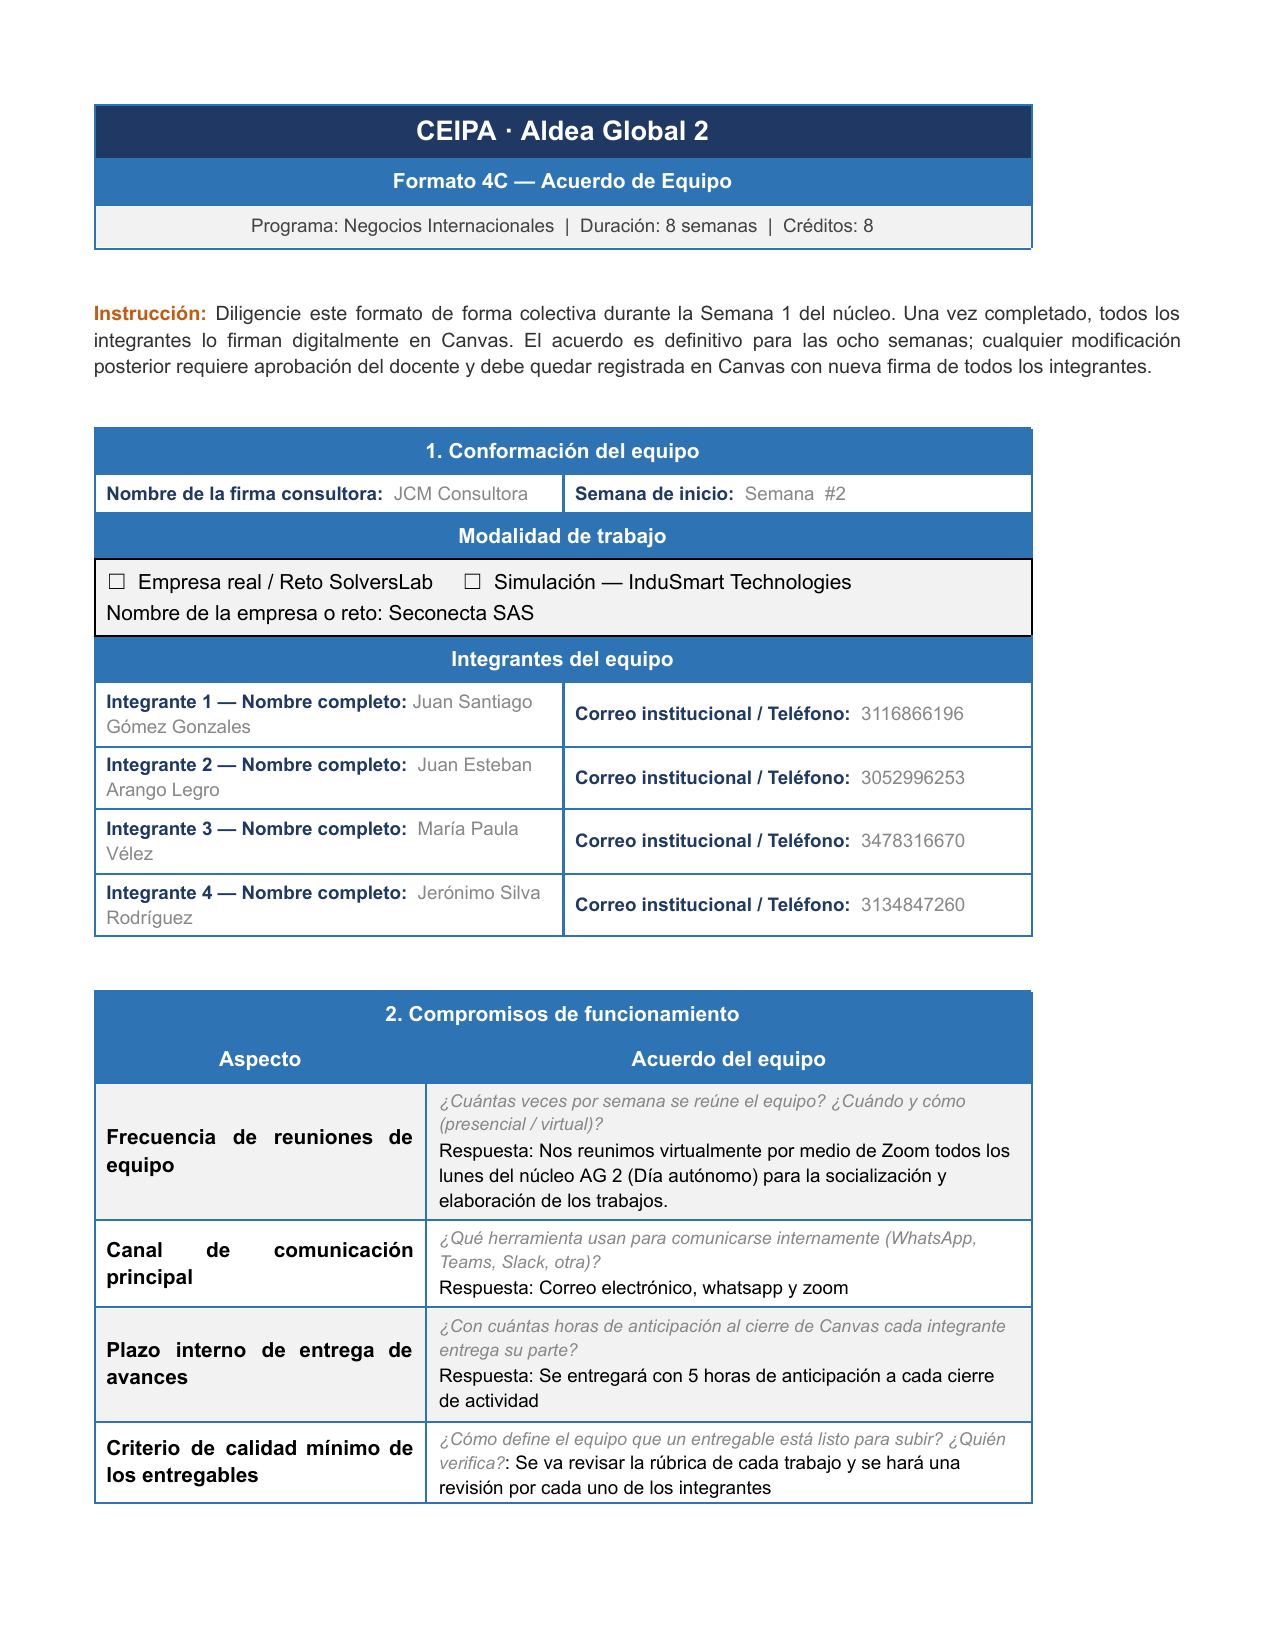 CEIPA · Aldea Global 2
Formato 4C — Acuerdo de Equipo
Programa: Negocios Internacionales | Duración: 8 semanas | Créditos: 8
Instrucción: Diligencie este formato de forma colectiva durante la Semana 1 del núcleo. Una vez completado, todos los
integrantes lo firman digitalmente en Canvas. El acuerdo es definitivo para las ocho semanas; cualquier modificación
posterior requiere aprobación del docente y debe quedar registrada en Canvas con nueva firma de todos los integrantes.
1. Conformación del equipo
Nombre de la firma consultora: JCM Consultora
Semana de inicio: Semana #2
Modalidad de trabajo
☐ Empresa real / Reto SolversLab ☐ Simulación — InduSmart Technologies
Nombre de la empresa o reto: Seconecta SAS
Integrantes del equipo
Integrante 1 — Nombre completo: Juan Santiago
Gómez Gonzales
Correo institucional / Teléfono: 3116866196
Integrante 2 — Nombre completo: Juan Esteban
Arango Legro
Correo institucional / Teléfono: 3052996253
Integrante 3 — Nombre completo: María Paula
Vélez
Correo institucional / Teléfono: 3478316670
Integrante 4 — Nombre completo: Jerónimo Silva
Rodríguez
Correo institucional / Teléfono: 3134847260
2. Compromisos de funcionamiento
Aspecto
Acuerdo del equipo
Frecuencia de reuniones de
equipo
¿Cuántas veces por semana se reúne el equipo? ¿Cuándo y cómo
(presencial / virtual)?
Respuesta: Nos reunimos virtualmente por medio de Zoom todos los
lunes del núcleo AG 2 (Día autónomo) para la socialización y
elaboración de los trabajos.
Canal de comunicación
principal
¿Qué herramienta usan para comunicarse internamente (WhatsApp,
Teams, Slack, otra)?
Respuesta: Correo electrónico, whatsapp y zoom
Plazo interno de entrega de
avances
¿Con cuántas horas de anticipación al cierre de Canvas cada integrante
entrega su parte?
Respuesta: Se entregará con 5 horas de anticipación a cada cierre
de actividad
Criterio de calidad mínimo de
los entregables
¿Cómo define el equipo que un entregable está listo para subir? ¿Quién
verifica?: Se va revisar la rúbrica de cada trabajo y se hará una
revisión por cada uno de los integrantes